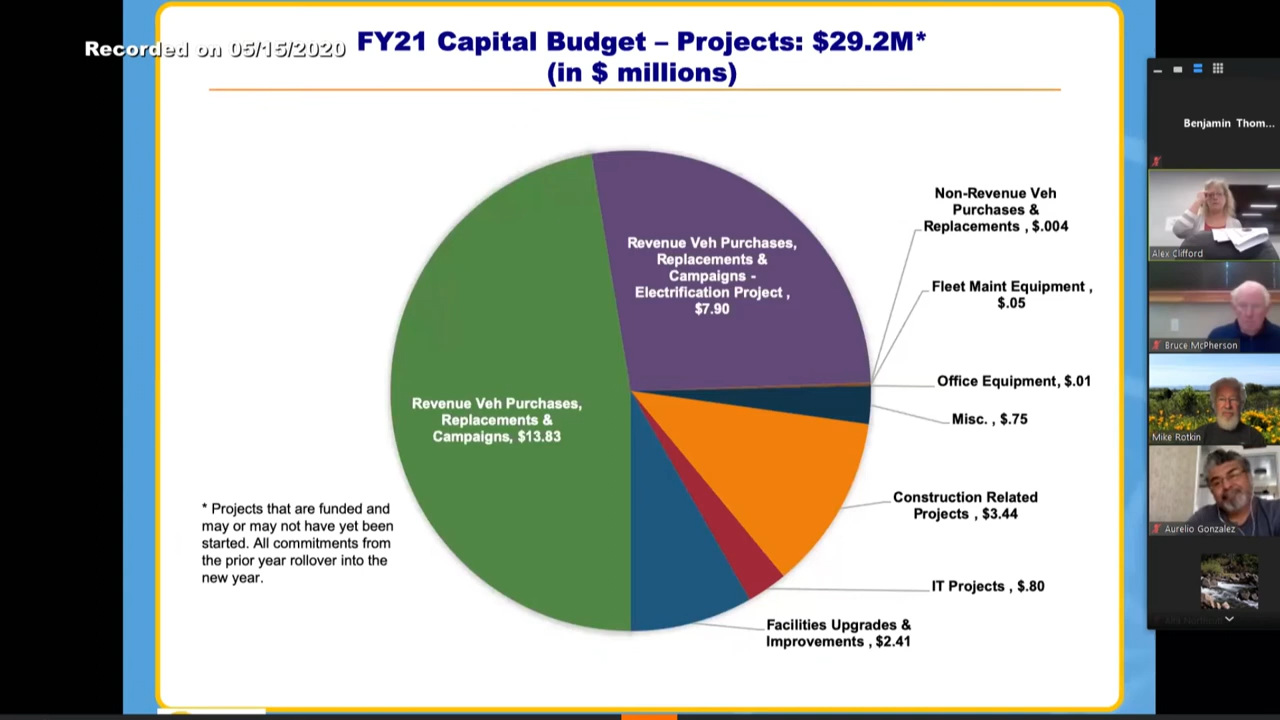 Recorded on 05/15/2020
FY21 Capital Budget – Projects: $29.2M*
(in $ millions)
Revenue Veh Purchases,
Replacements &
Campaigns -
Electrification Project ,
$7.90
Non-Revenue Veh
Purchases &
Replacements , $.004
Fleet Maint Equipment ,
$.05
Office Equipment, $.01
Misc. , $.75
Revenue Veh Purchases,
Replacements &
Campaigns, $13.83
Construction Related
Projects , $3.44
IT Projects , $.80
Facilities Upgrades &
Improvements , $2.41
* Projects that are funded and
may or may not have yet been
started. All commitments from
the prior year rollover into the
new year.
Benjamin Thom...
Alex Clifford
Bruce McPherson
Mike Rotkin
Aurelio Gonzalez